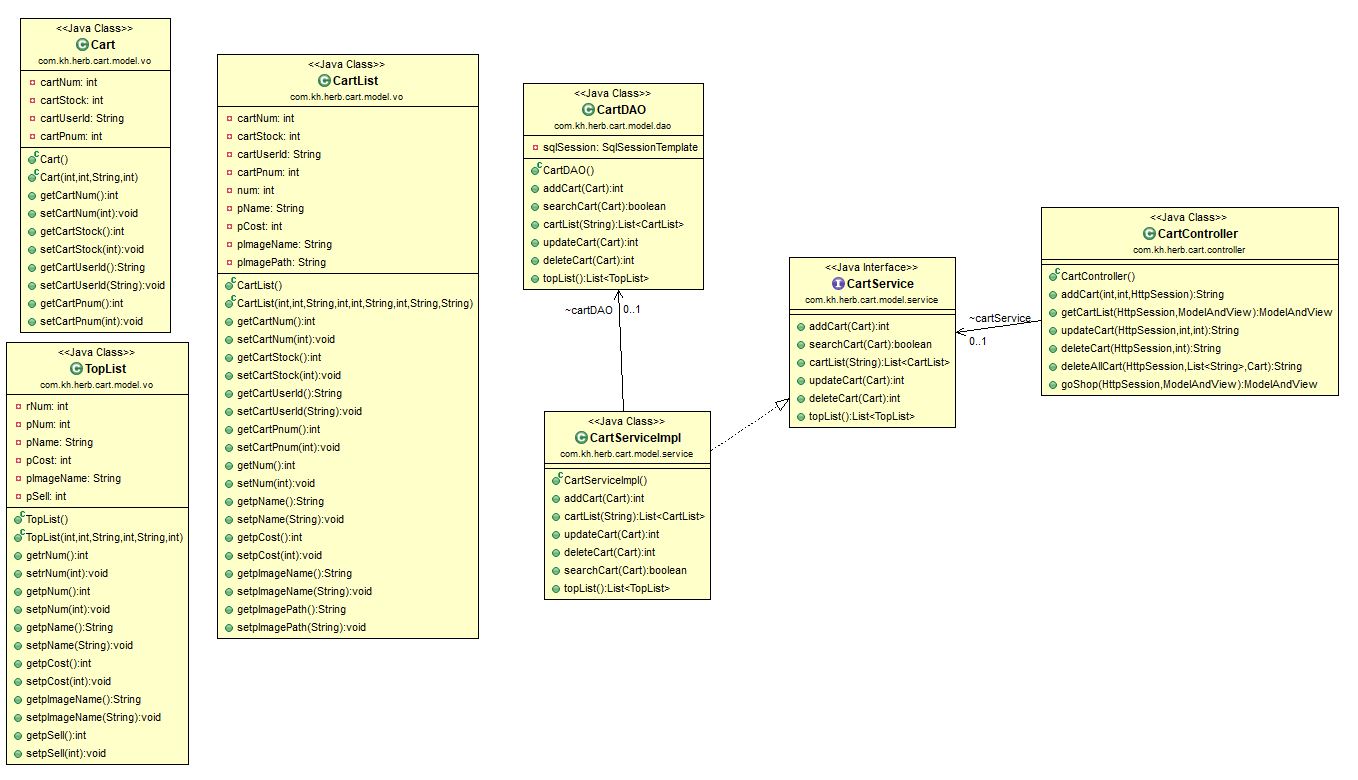 <<Java Class>>
Cart
com.kh.herb.cart.model.vo
cartNum: int
cartStock: int
cartUserId: String
cartPnum: int
Cart()
Cart(int,int,String,int)
getCartNum():int
setCartNum(int):void
getCartStock():int
setCartStock(int):void
getCartUserId():String
setCartUserId(String):void
getCartPnum():int
setCartPnum(int):void
<<Java Class>>
TopList
com.kh.herb.cart.model.vo
rNum: int
pNum: int
pName: String
pCost: int
pImageName: String
pSell: int
TopList()
TopList(int,int,String,int,String,int)
getrNum():int
setrNum(int):void
getpNum():int
setpNum(int):void
getpName():String
setpName(String):void
getpCost():int
setpCost(int):void
getpImageName():String
setpImageName(String):void
getpSell():int
setpSell(int):void
<<Java Class>>
CartList
com.kh.herb.cart.model.vo
cartNum: int
cartStock: int
cartUserId: String
cartPnum: int
num: int
pName: String
pCost: int
pImageName: String
pImagePath: String
CartList()
CartList(int,int,String,int,int,String,int,String,String)
getCartNum():int
setCartNum(int):void
getCartStock():int
setCartStock(int):void
getCartUserId():String
setCartUserId(String):void
getCartPnum():int
setCartPnum(int):void
getNum():int
setNum(int):void
getpName():String
setpName(String):void
getpCost():int
setpCost(int):void
getpImageName():String
setpImageName(String):void
getpImagePath():String
setpImagePath(String):void
<<Java Class>>
CartDAO
com.kh.herb.cart.model.dao
sqlSession: SqlSessionTemplate
CartDAO()
addCart(Cart):int
searchCart(Cart):boolean
cartList(String):List<CartList>
updateCart(Cart):int
deleteCart(Cart):int
topList():List<TopList>
~cartDAO 0..1
<<Java Class>>
CartServiceImpl
com.kh.herb.cart.model.service
CartServiceImpl()
addCart(Cart):int
cartList(String):List<CartList>
updateCart(Cart):int
deleteCart(Cart):int
searchCart(Cart):boolean
topList():List<TopList>
<<Java Interface>>
CartService
com.kh.herb.cart.model.service
addCart(Cart):int
searchCart(Cart):boolean
cartList(String):List<CartList>
updateCart(Cart):int
deleteCart(Cart):int
topList():List<TopList>
~cartService
0..1
<<Java Class>>
CartController
com.kh.herb.cart.controller
CartController()
addCart(int,int,HttpSession):String
getCartList(HttpSession,ModelAndView):ModelAndView
updateCart(HttpSession,int,int):String
deleteCart(HttpSession,int):String
deleteAllCart(HttpSession,List<String>,Cart):String
goShop(HttpSession,ModelAndView):ModelAndView